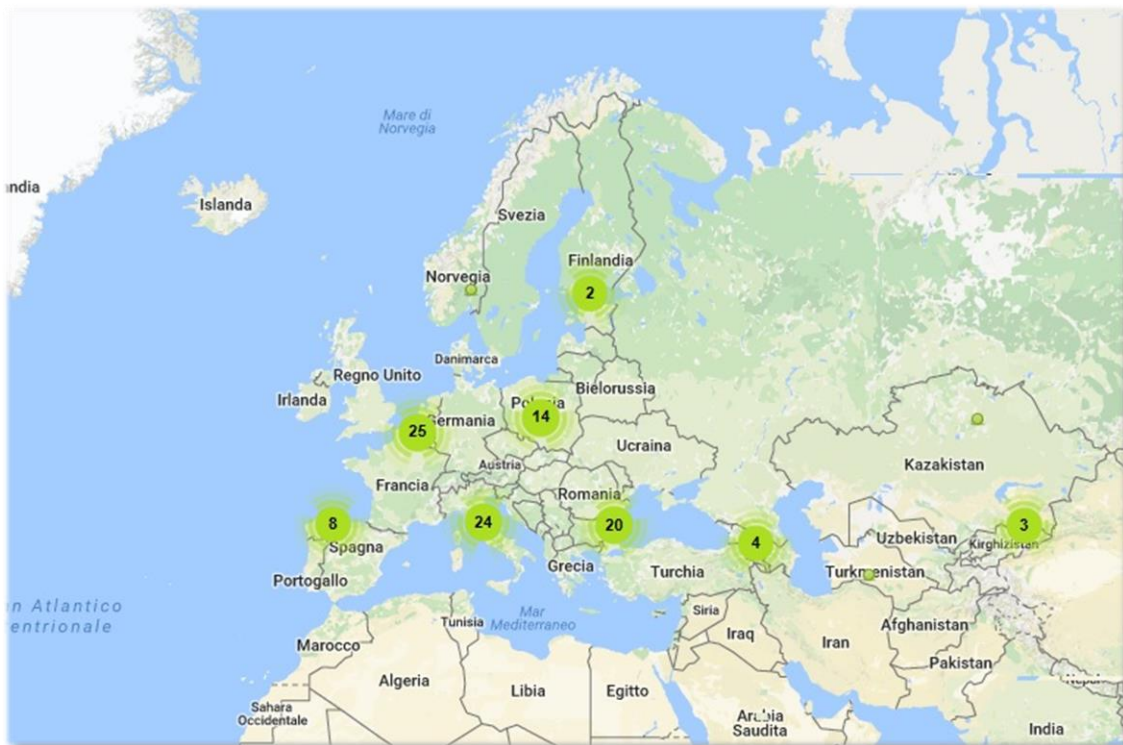 Mare di
Norvegia
ndia
Islanda
Svezia
Finlandia
Norvegia
2
Danimarca
Regno Unito
Irlanda
Bielorussia
14
25
Germania
Ucraina
Austria
Kazakistan
Francia
Romania
8
24
20
4
3
Spagna
Uzbekistan
Kirghizistan
Grecia
Turchia
Turkmenistan
Portogallo
n Atlantico
entrionale
Mar
Mediterraneo
Tunisia
Siria
Afghanistan
Marocco
Iraq
Iran
Pakistan
Algeria
Libia
Egitto
Sahara
Occidentale
Arabia
Saudita
India